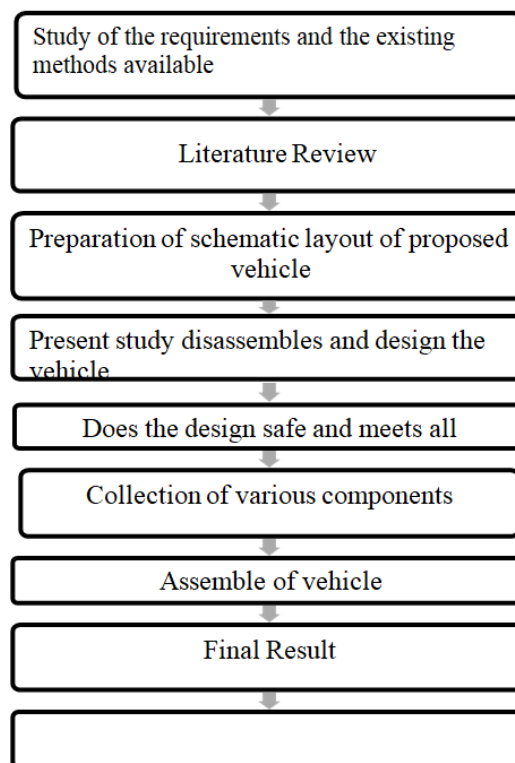 Study of the requirements and the existing
methods available
Literature Review
Preparation of schematic layout of proposed
vehicle
Present study disassembles and design the
vehicle
Does the design safe and meets all
Collection of various components
Assemble of vehicle
Final Result